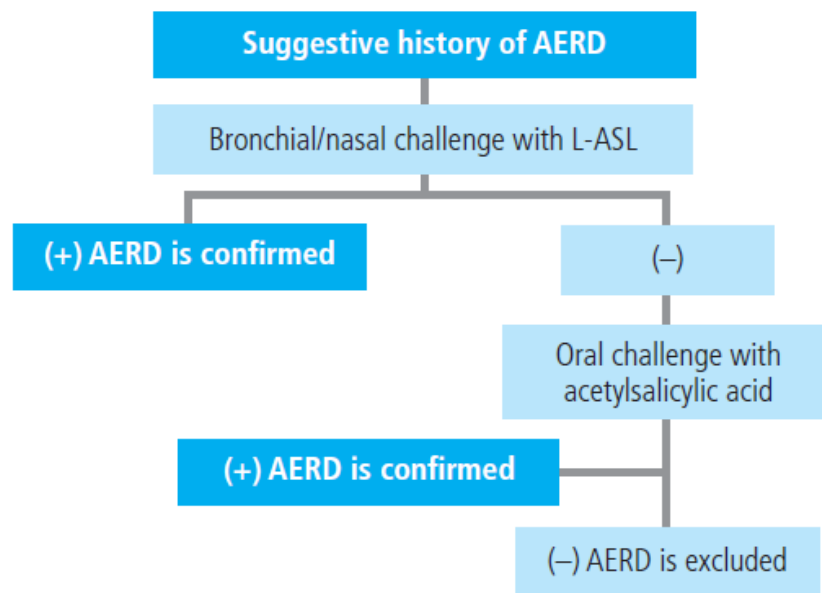 Suggestive history of AERD
Bronchial/nasal challenge with L-ASL
(+) AERD is confirmed
(–)
Oral challenge with
acetylsalicylic acid
(+) AERD is confirmed
(–) AERD is excluded